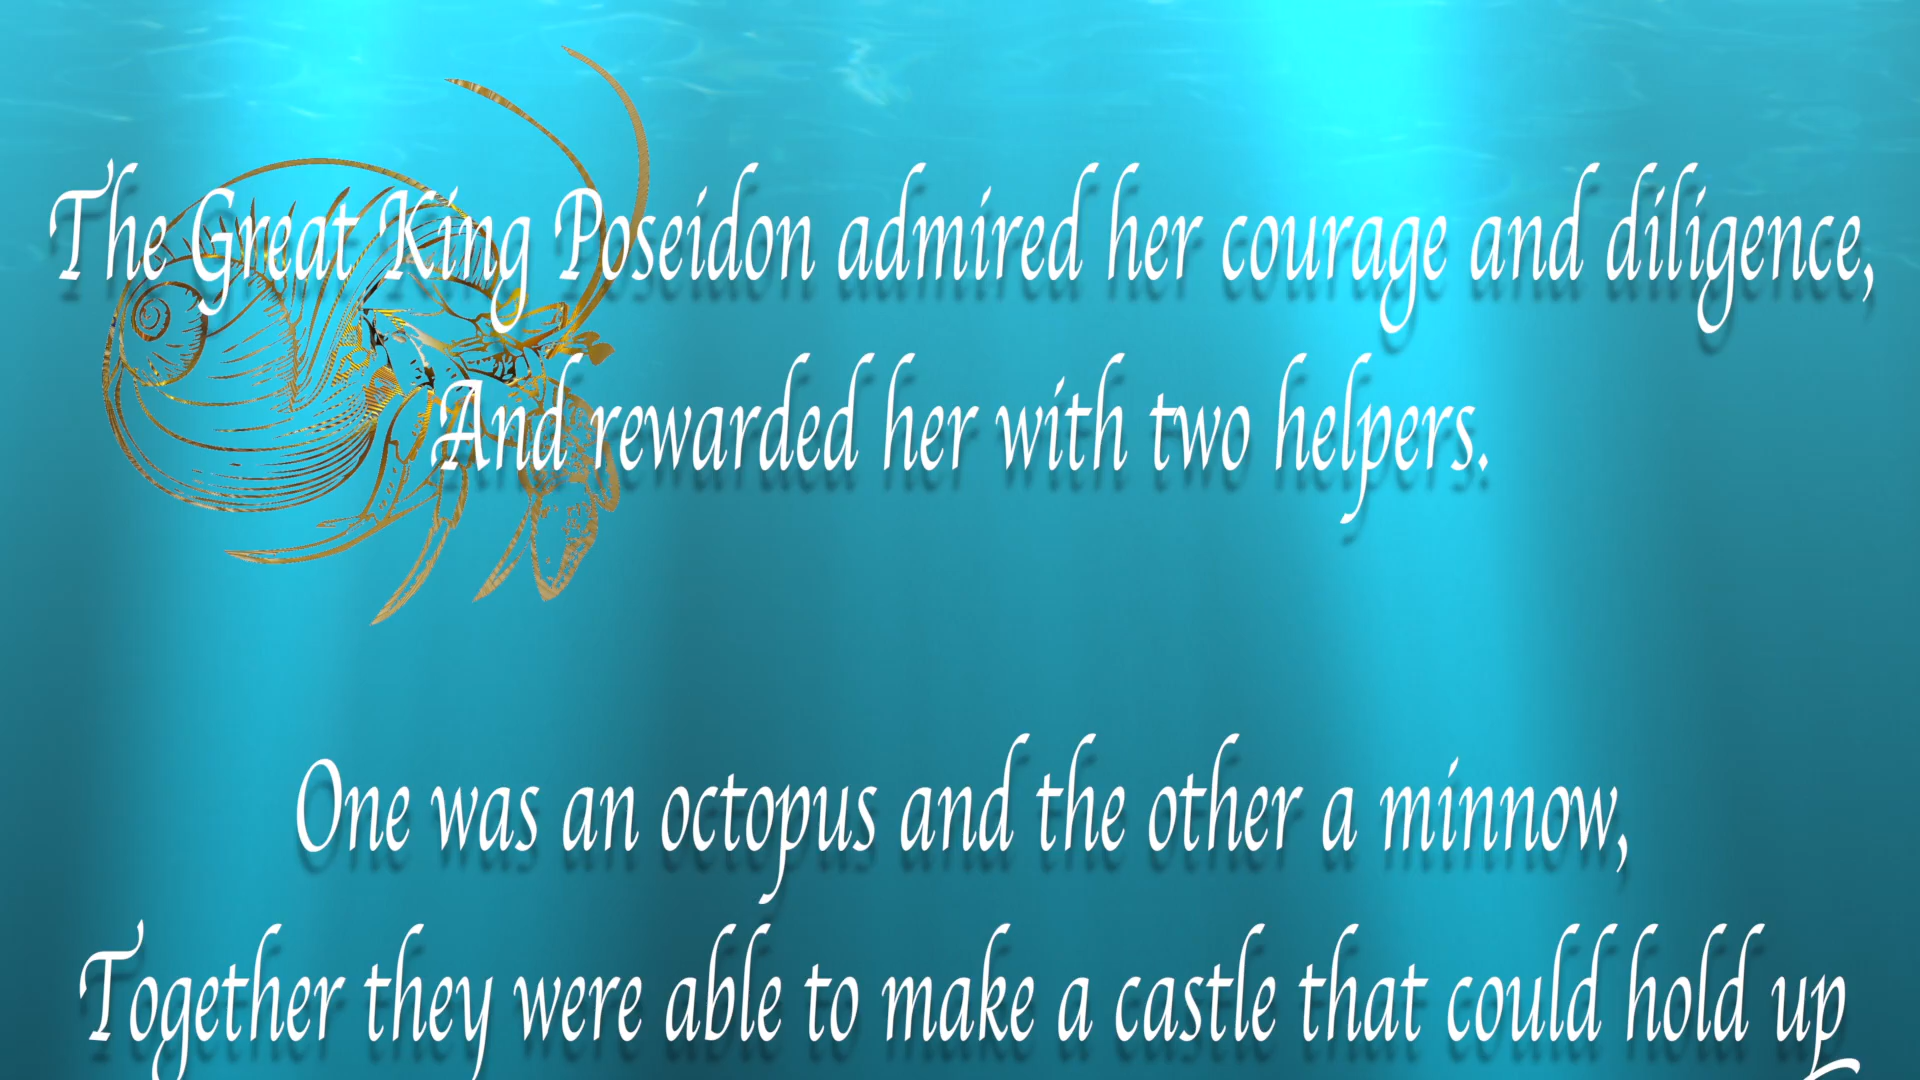 The Great King Poseidon admired her courage and diligence,
And rewarded her with two helpers.
One was an octopus and the other a minnow,
Together they were able to make a castle that could hold up